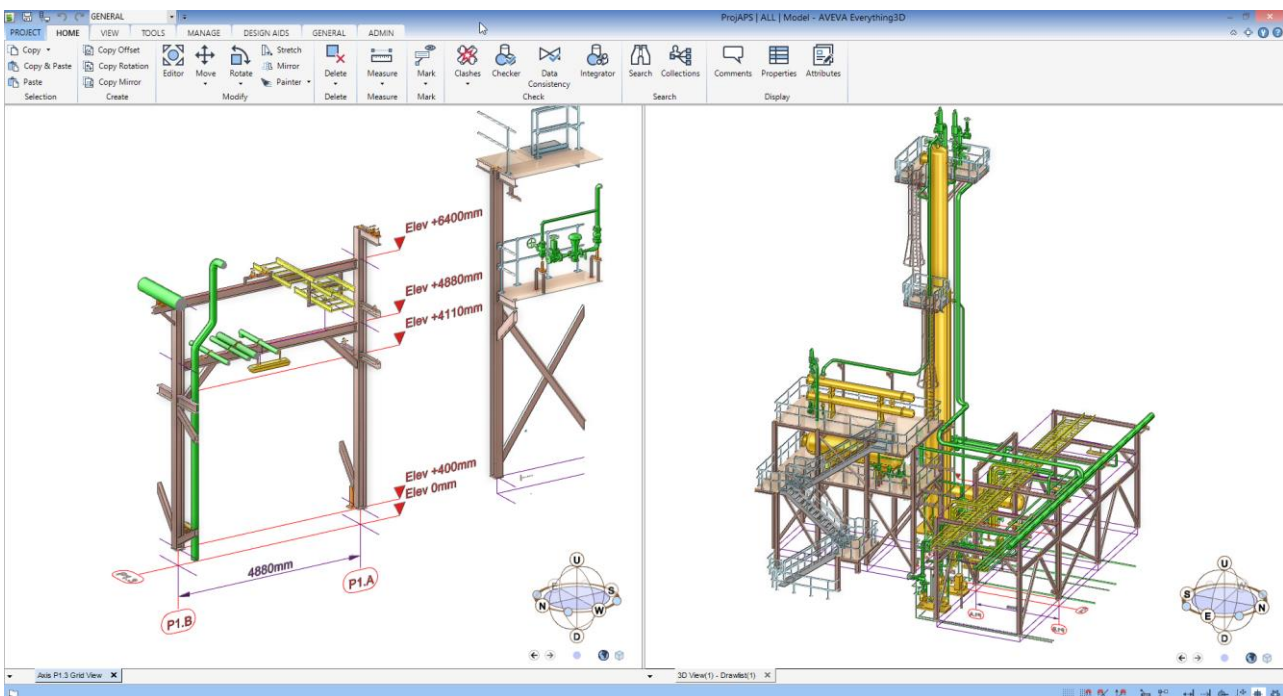 GENERAL
ProjAPS | ALL | Model - AVEVA Everything3D
PROJECT HOME VIEW TOOLS MANAGE DESIGN AIDS GENERAL ADMIN
Copy
Copy & Paste
Paste
Selection
Copy Offset
Copy Rotation
Copy Mirror
Create
Editor
Move
Rotate
Stretch
Mirror
Painter
Modify
Delete
Delete
Measure
Measure
Mark
Mark
Clashes
Checker
Data
Consistency
Integrator
Check
Search
Collections
Search
Comments
Properties
Attributes
Display
Elev +6400mm
Elev +4880mm
Elev +4110mm
Elev +400mm
Elev 0mm
4880mm
P1.A
P1.B
U
S
N
W
D
U
S
N
E
D
Axis P1.3 Grid View X
3D View(1) - Drawlist(1) X